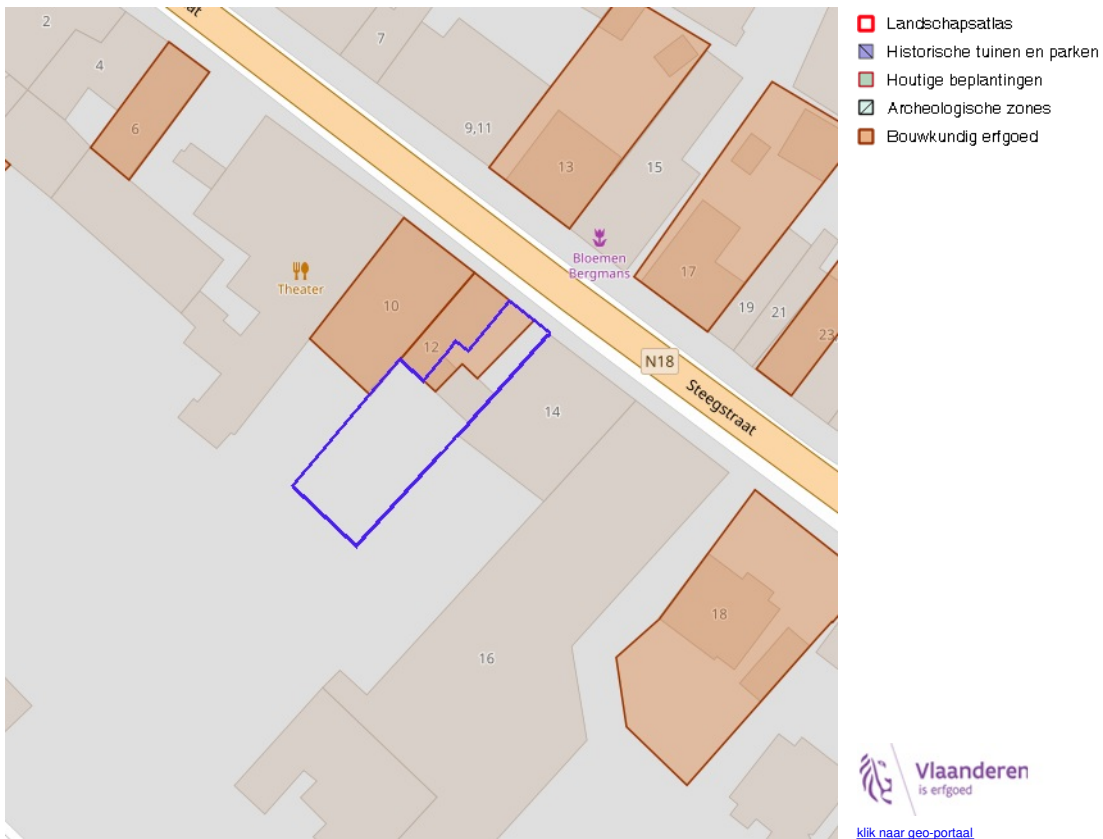 at
2
4
6
7
9,11
13
15
Bloemen
Bergmans
17
19
21
23
Theater
10
12
14
N18
Steegstraat
16
18
Landschapsatlas
Historische tuinen en parken
Houtige beplantingen
Archeologische zones
Bouwkundig erfgoed
Vlaanderen
is erfgoed
klik naar geo-portaal